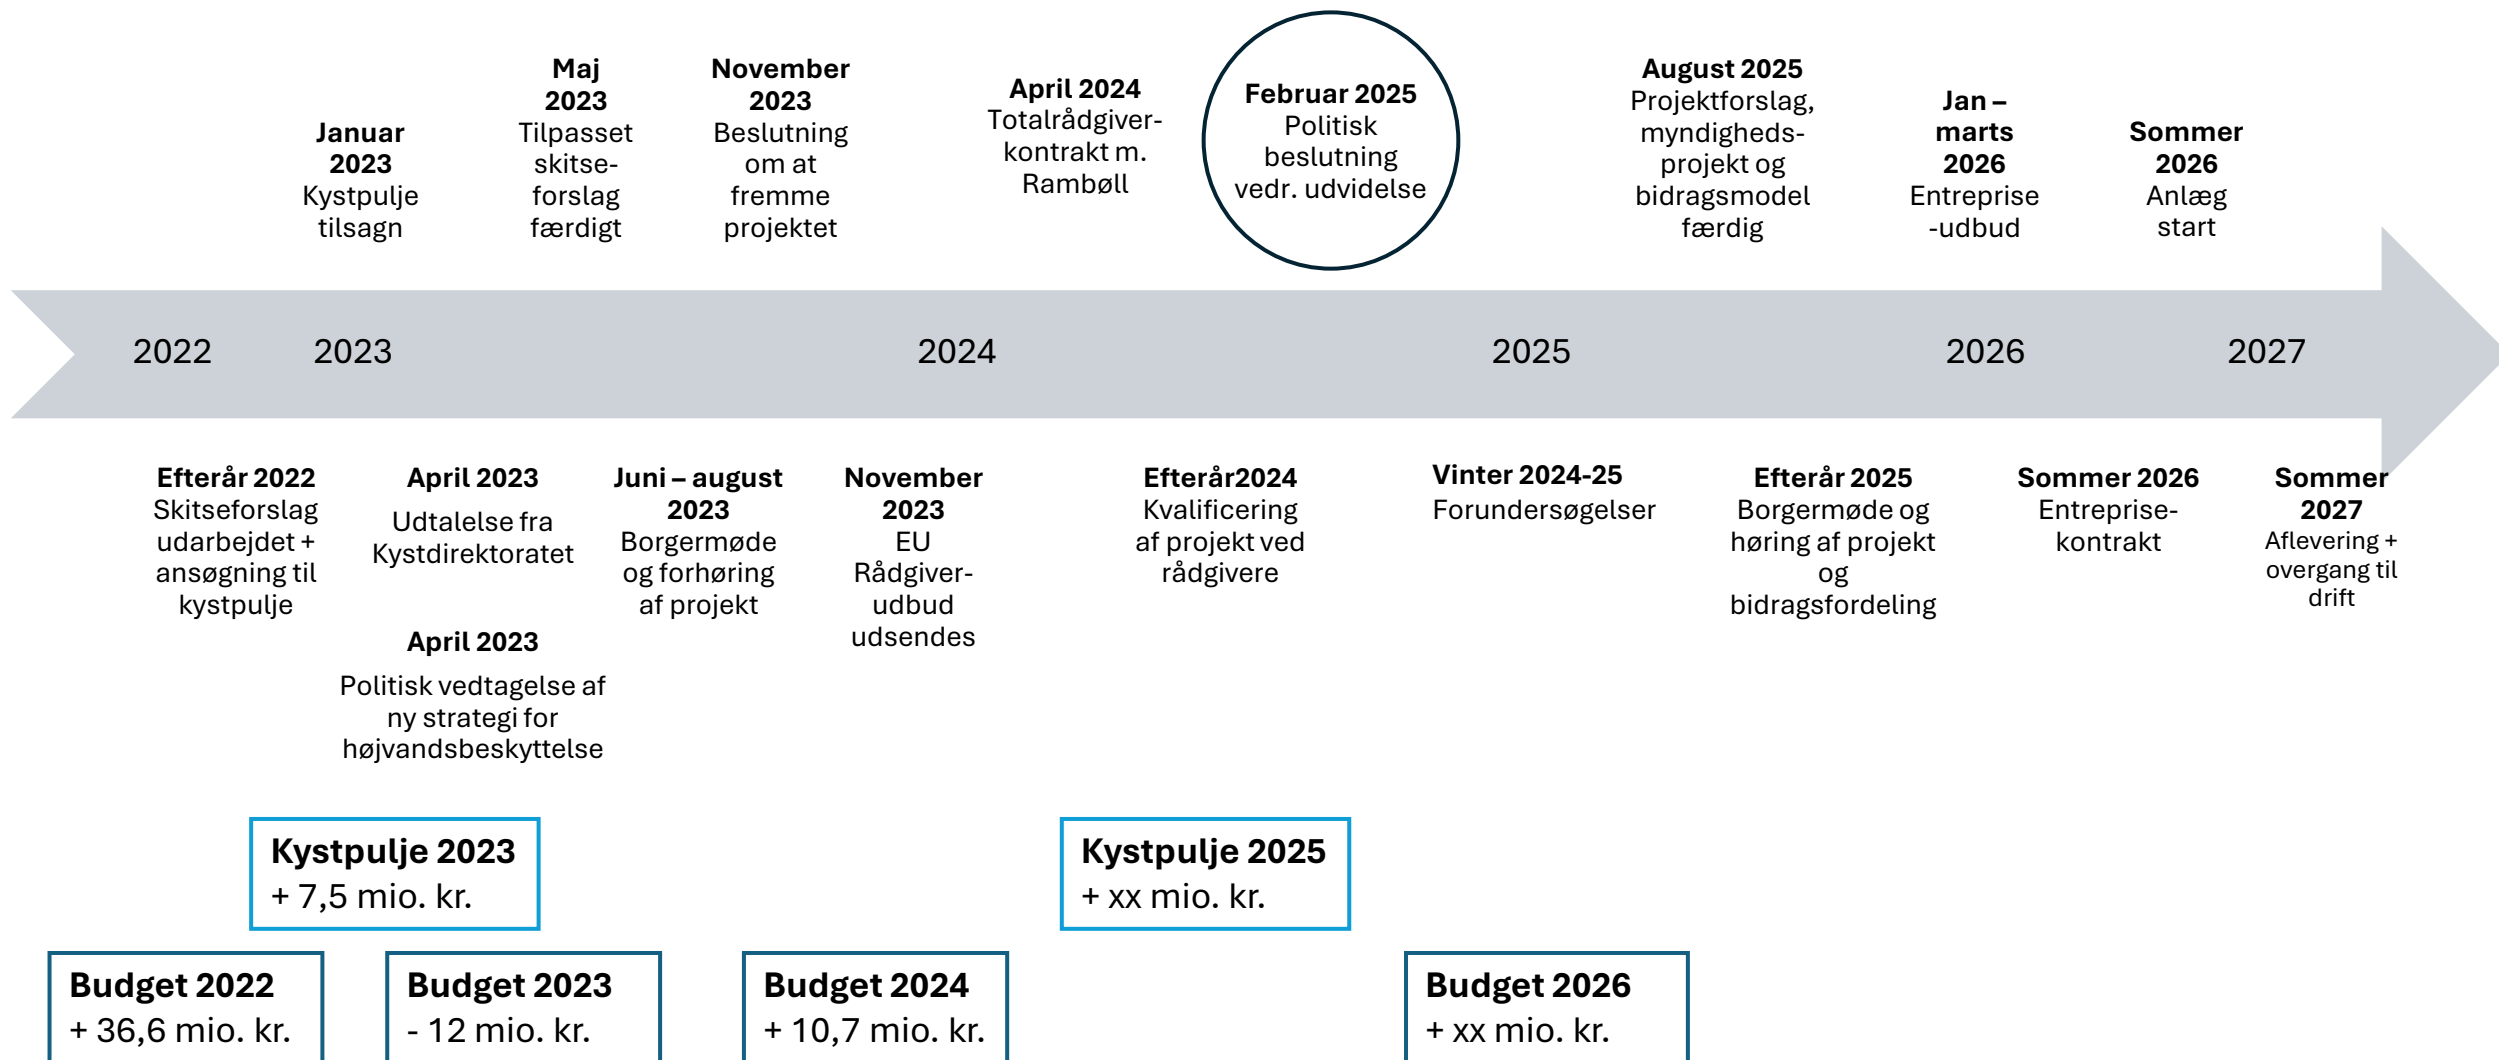 Januar
2023
Kystpulje
tilsagn
Maj
2023
Tilpasset
skitse-
forslag
færdigt
November
2023
Beslutning
om at
fremme
projektet
April 2024
Totalrådgiver-
kontrakt m.
Rambøll
Februar 2025
Politisk
beslutning
vedr. udvidelse
August 2025
Projektforslag,
myndigheds-
projekt og
bidragsmodel
færdig
Jan –
marts
2026
Entreprise
-udbud
Sommer
2026
Anlæg
start
2022
2023
2024
2025
2026
2027
Efterår 2022
Skitseforslag
udarbejdet +
ansøgning til
kystpulje
April 2023
Udtalelse fra
Kystdirektoratet
April 2023
Politisk vedtagelse af
ny strategi for
højvandsbeskyttelse
Juni – august
2023
Borgermøde
og forhøring
af projekt
November
2023
EU
Rådgiver-
udbud
udsendes
Efterår2024
Kvalificering
af projekt ved
rådgivere
Vinter 2024-25
Forundersøgelser
Efterår 2025
Borgermøde og
høring af projekt
og
bidragsfordeling
Sommer 2026
Entreprise-
kontrakt
Sommer
2027
Aflevering +
overgang til
drift
Kystpulje 2023
+ 7,5 mio. kr.
Kystpulje 2025
+ xx mio. kr.
Budget 2022
+ 36,6 mio. kr.
Budget 2023
- 12 mio. kr.
Budget 2024
+ 10,7 mio. kr.
Budget 2026
+ xx mio. kr.